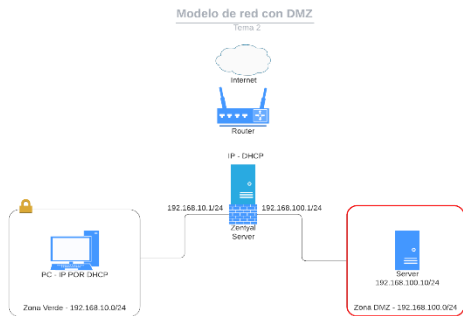 Modelo de red con DMZ
Tema 2
Internet
Router
IP - DHCP
192.168.10.1/24
192.168.100.1/24
Zentyal
Server
PC - IP POR DHCP
Zona Verde - 192.168.10.0/24
Server
192.168.100.10/24
Zona DMZ - 192.168.100.0/24